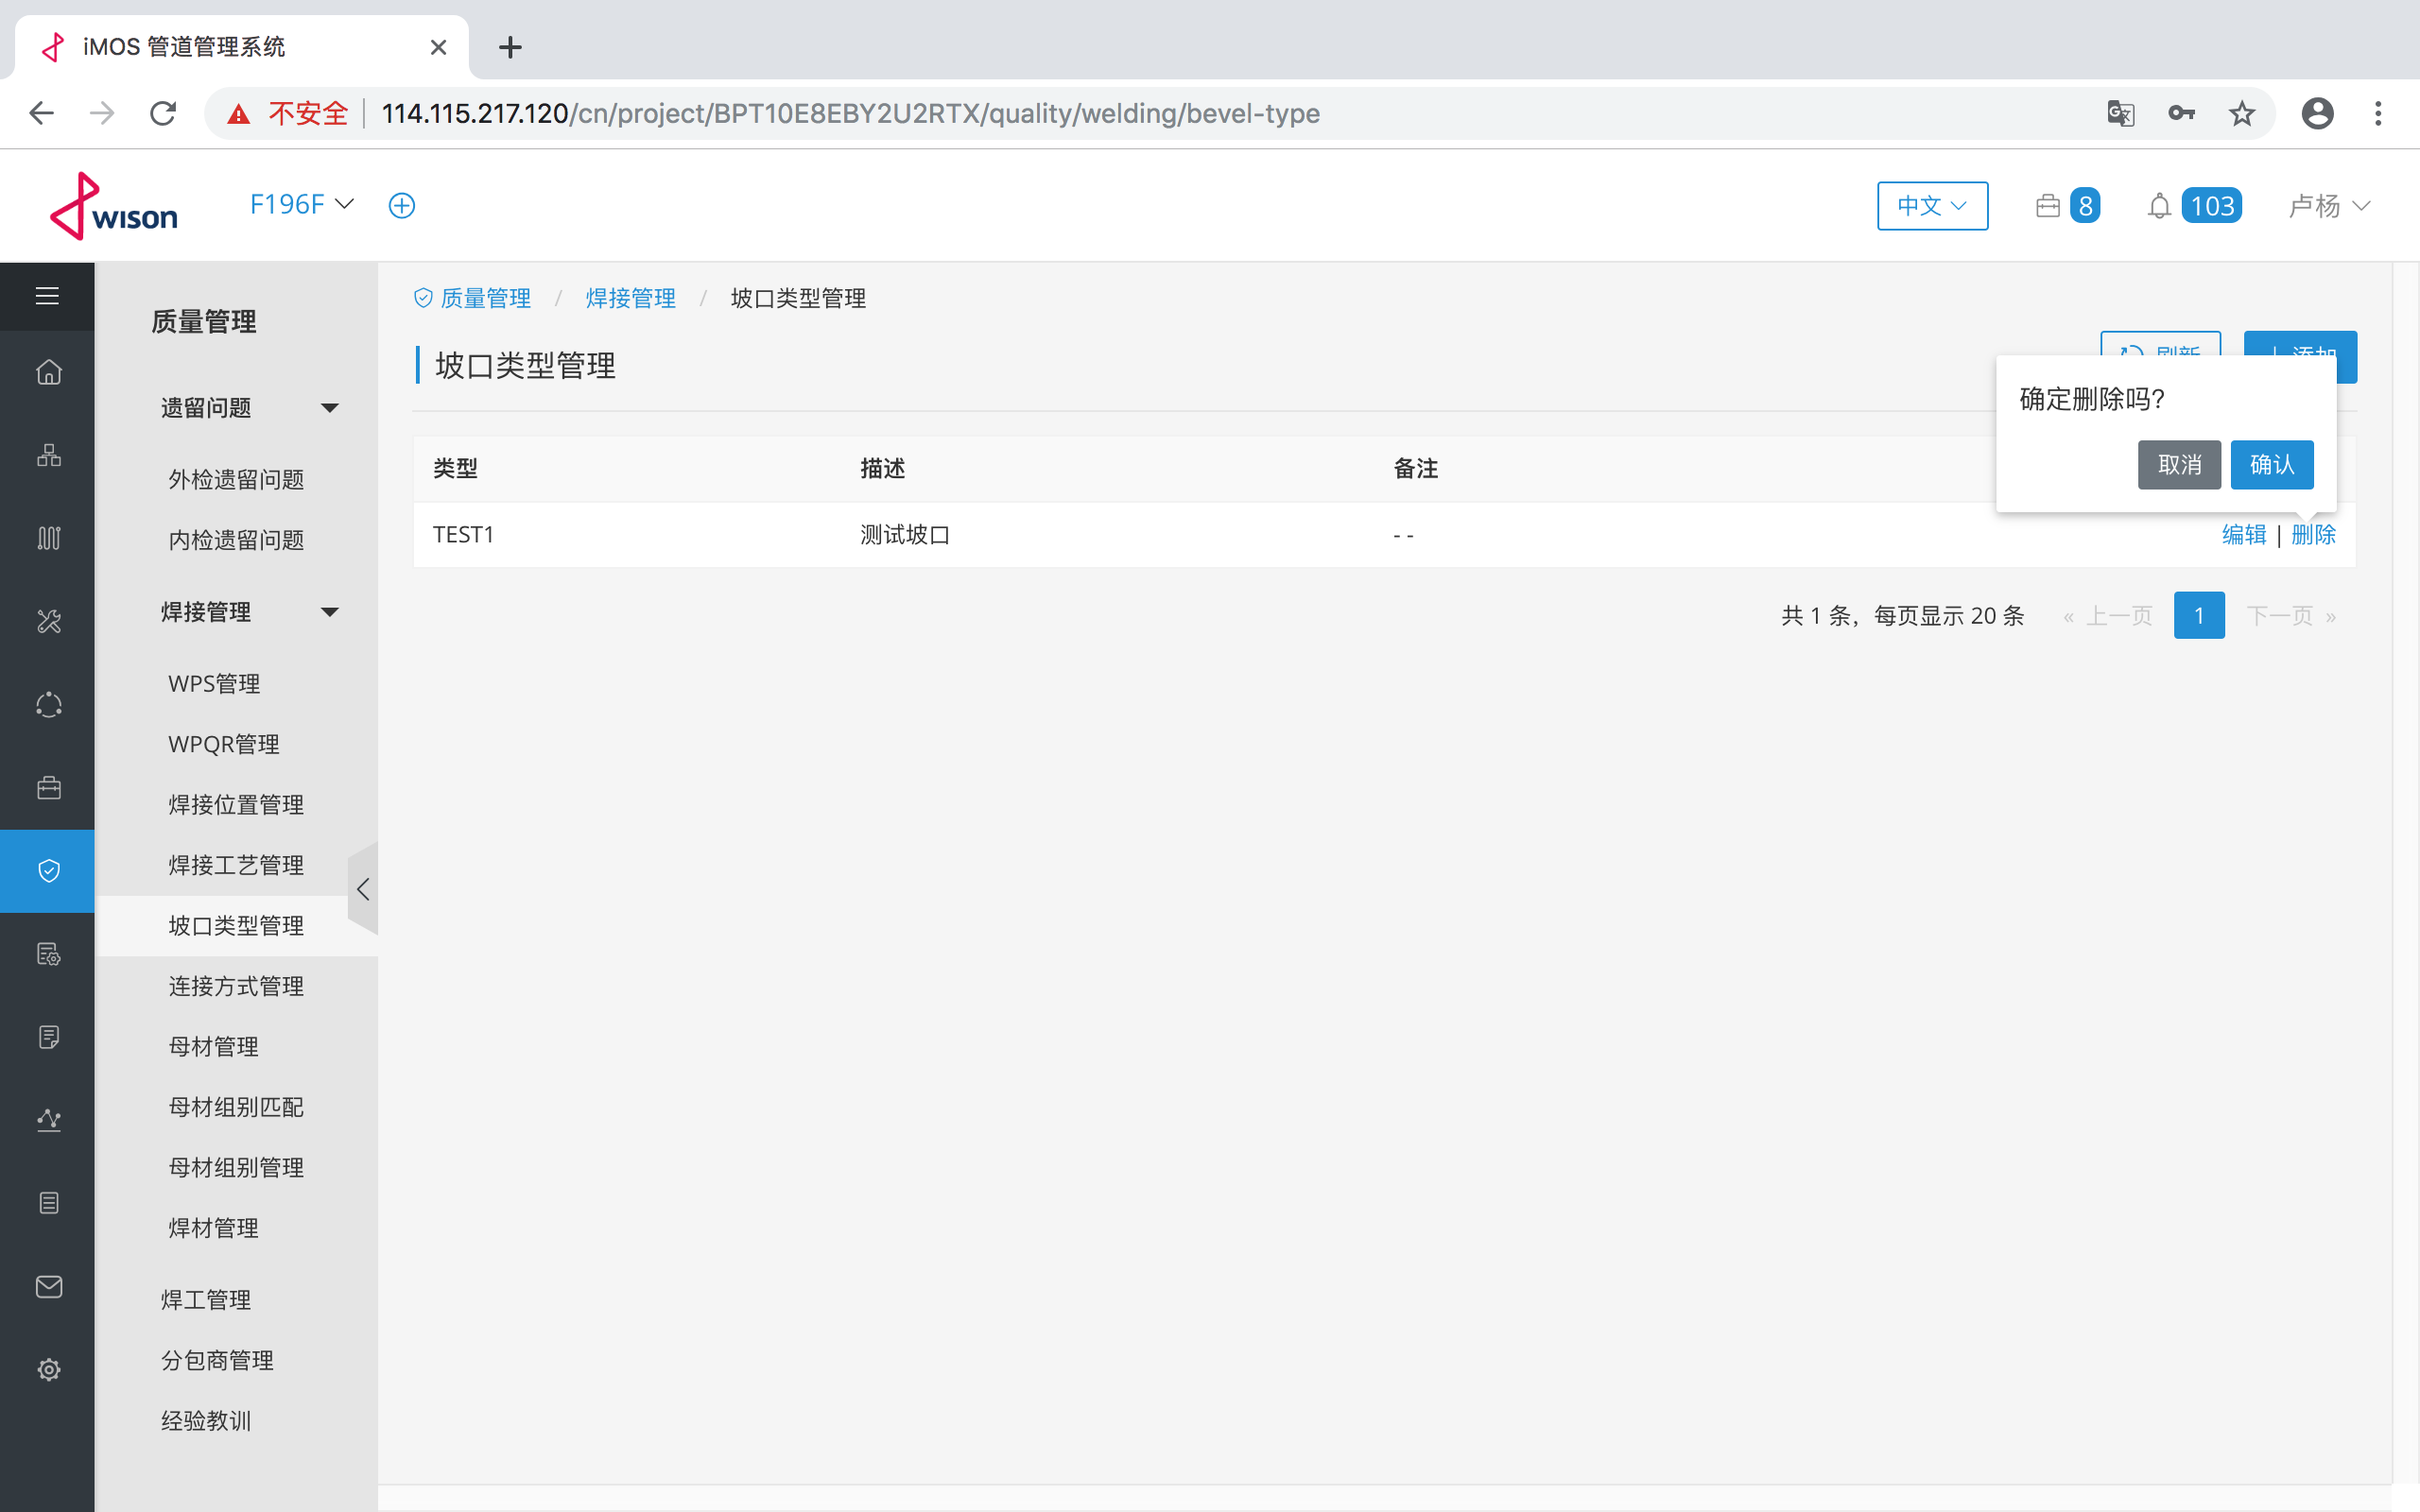 iMOS 管道管理系统
不安全 114.115.217.120/cn/project/BPT10E8EBY2U2RTX/quality/welding/bevel-type
wison
F196F
中文
8
103
卢杨
质量管理
遗留问题
外检遗留问题
内检遗留问题
焊接管理
WPS管理
WPQR管理
焊接位置管理
焊接工艺管理
坡口类型管理
连接方式管理
母材管理
母材组别匹配
母材组别管理
焊材管理
焊工管理
分包商管理
经验教训
质量管理 / 焊接管理 / 坡口类型管理
坡口类型管理
刷新
添加
确定删除吗?
取消 确认
类型 描述 备注
TEST1 测试坡口 - - 编辑 | 删除
共 1 条，每页显示 20 条 « 上一页 1 下一页 »